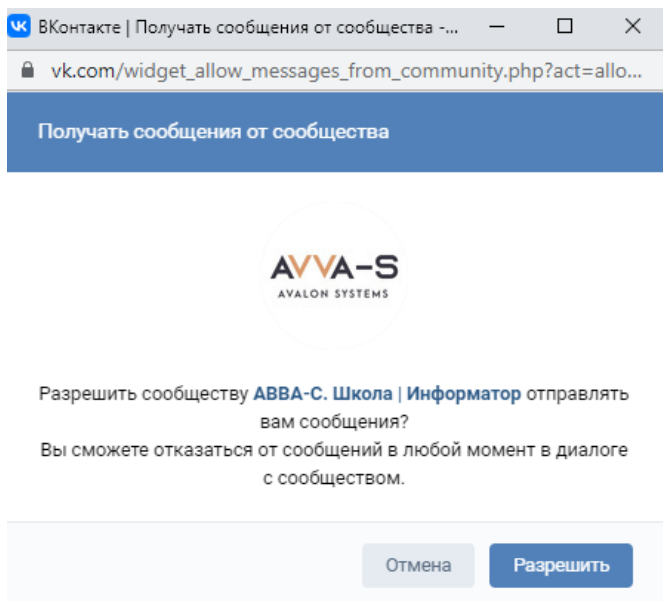 ВКонтакте | Получать сообщения от сообщества -...
vk.com/widget_allow_messages_from_community.php?act=allo...
Получать сообщения от сообщества
AVVA-S
AVALON SYSTEMS
Разрешить сообществу АВВА-С. Школа | Информатор отправлять
вам сообщения?
Вы сможете отказаться от сообщений в любой момент в диалоге
с сообществом.
Отмена
Разрешить